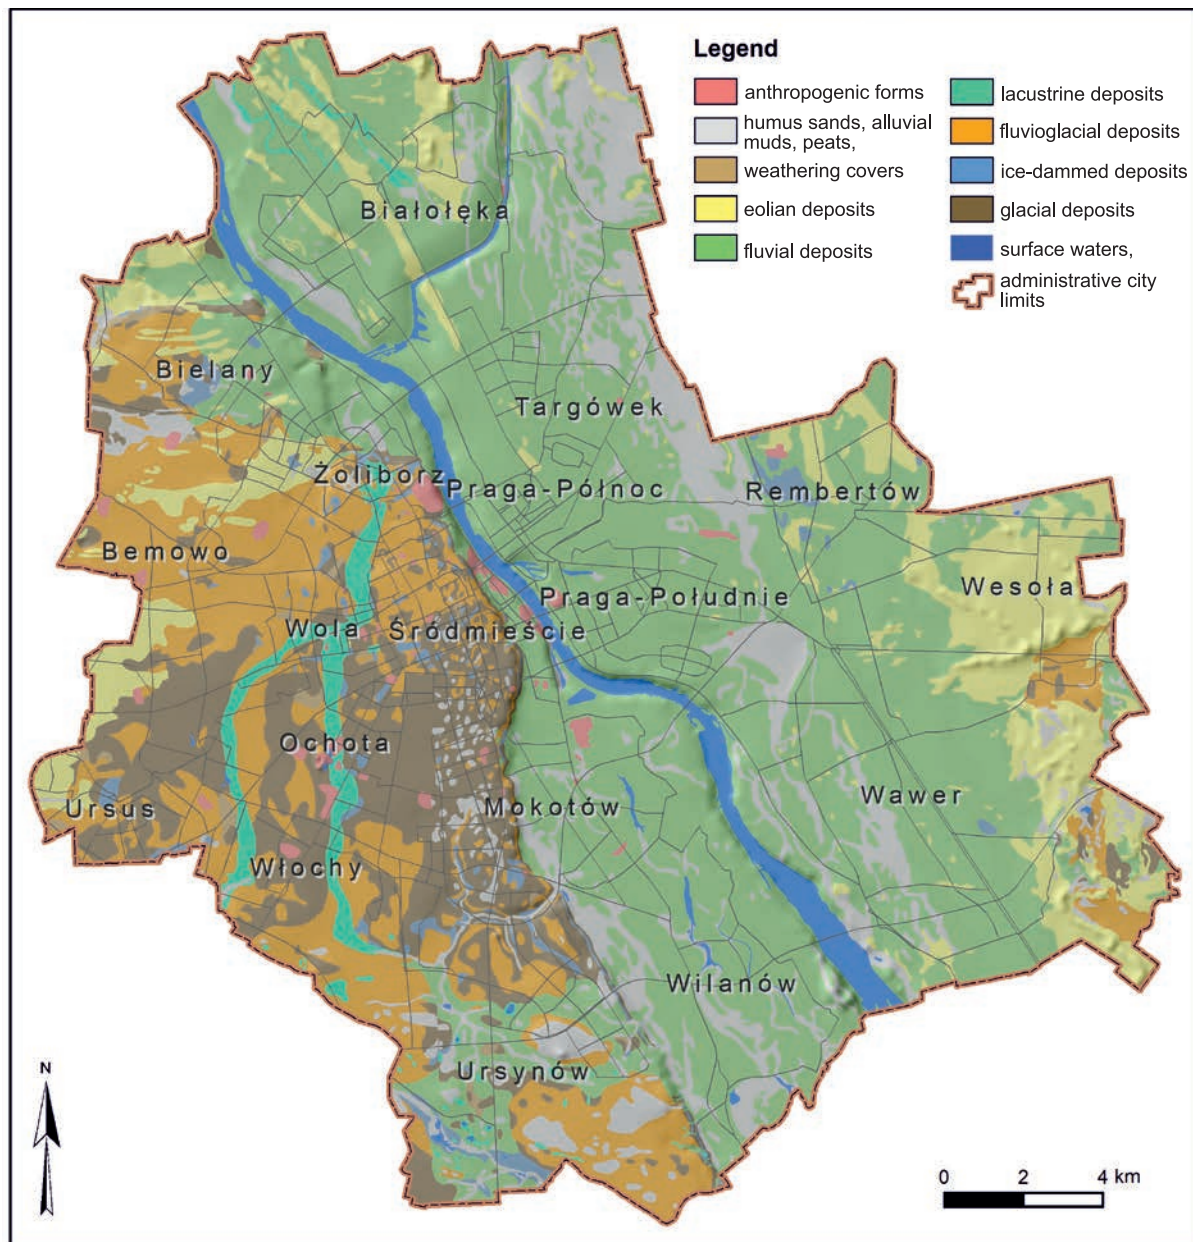 Legend
anthropogenic forms
humus sands, alluvial
muds, peats,
weathering covers
eolian deposits
fluvial deposits
lacustrine deposits
fluvioglacial deposits
ice-dammed deposits
glacial deposits
surface waters,
administrative city
limits
Białołęka
Bielany
Targówek
Żoliborz
Praga-Północ
Rembertów
Bemowo
Wesoła
Praga-Południe
Wola
Śródmieście
Ochota
Ursus
Mokotów
Wawer
Włochy
Wilanów
Ursynów
N
0 2 4 km